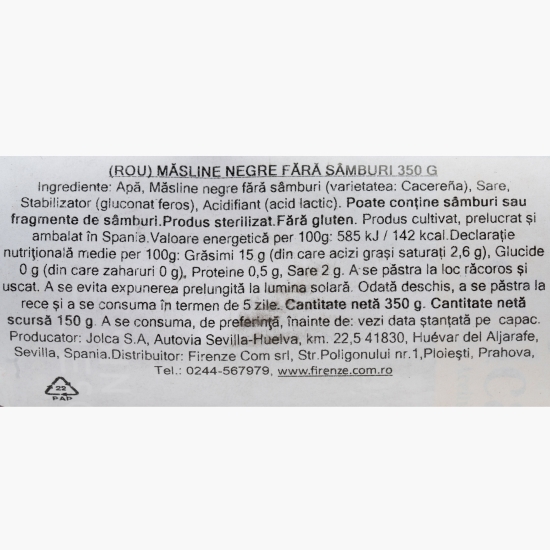 (ROU) MĂSLINE NEGRE FĂRĂ SÂMBURI 350 G
Ingrediente: Apă, Măsline negre fără sâmburi (varietatea: Cacereña), Sare,
Stabilizator (gluconat feros), Acidifiant (acid lactic). Poate conține sâmburi sau
fragmente de sâmburi.Produs sterilizat.Fără gluten. Produs cultivat, prelucrat și
ambalat în Spania.Valoare energetică per 100g: 585 kJ / 142 kcal.Declarație
nutrițională medie per 100g: Grăsimi 15 g (din care acizi grași saturați 2,6 g), Glucide
0 g (din care zaharuri 0 g), Proteine 0,5 g, Sare 2 g. A se păstra la loc răcoros și
uscat. A se evita expunerea prelungită la lumina solară. Odată deschis, a se păstra la
rece și a se consuma în termen de 5 zile. Cantitate netă 350 g. Cantitate netă
scursă 150 g. A se consuma, de preferință, înainte de: vezi data ștanțată pe capac.
Producator: Jolca S.A, Autovia Sevilla-Huelva, km. 22,5 41830, Huévar del Aljarafe,
Sevilla, Spania.Distribuitor: Firenze Com srl, Str.Poligonului nr.1,Ploiești, Prahova,
Tel.: 0244-567979, www.firenze.com.ro
22
PAP